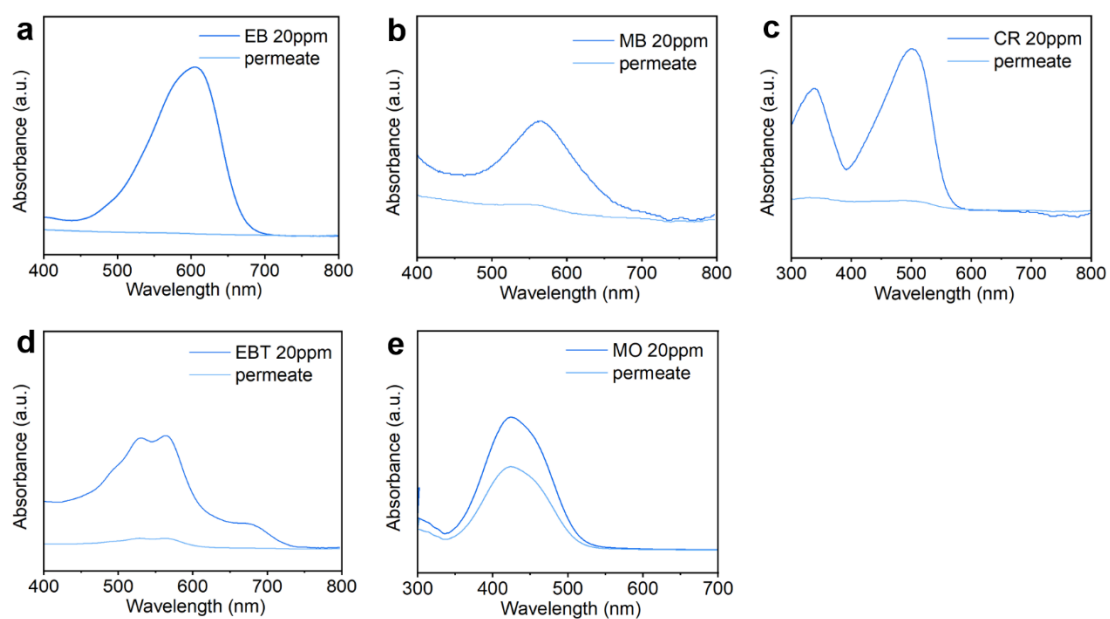 a
EB 20ppm
permeate
Absorbance (a.u.)
400 500 600 700 800
Wavelength (nm)
b
MB 20ppm
permeate
Absorbance (a.u.)
400 500 600 700 800
Wavelength (nm)
c
CR 20ppm
permeate
Absorbance (a.u.)
300 400 500 600 700 800
Wavelength (nm)
d
EBT 20ppm
permeate
Absorbance (a.u.)
400 500 600 700 800
Wavelength (nm)
e
MO 20ppm
permeate
Absorbance (a.u.)
300 400 500 600 700
Wavelength (nm)